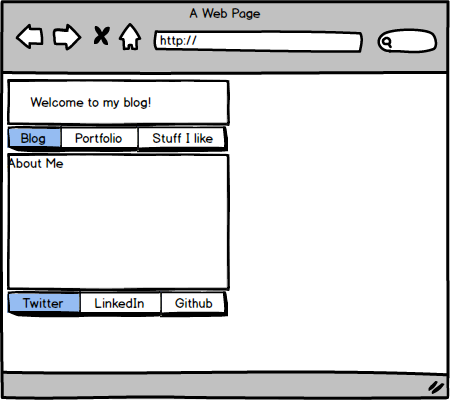 A Web Page
http://
Welcome to my blog!
Blog Portfolio Stuff I like
About Me
Twitter LinkedIn Github